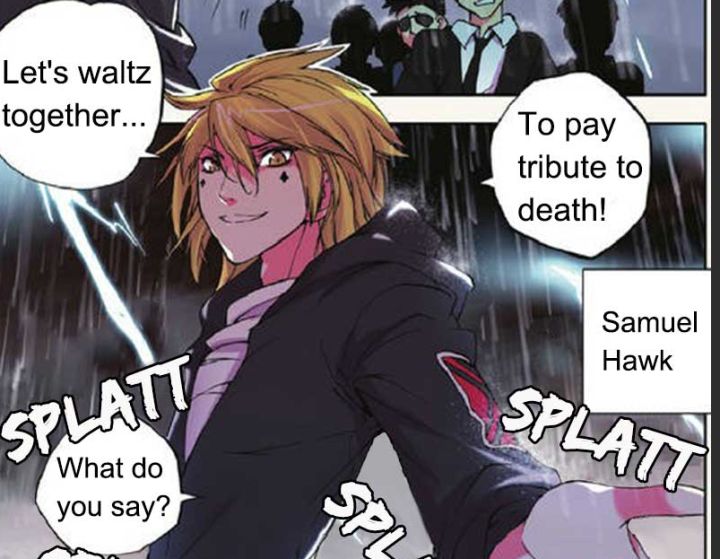 Let's waltz
together...
To pay
tribute to
death!
Samuel
Hawk
SPLATT
SPLATT
What do
you say?